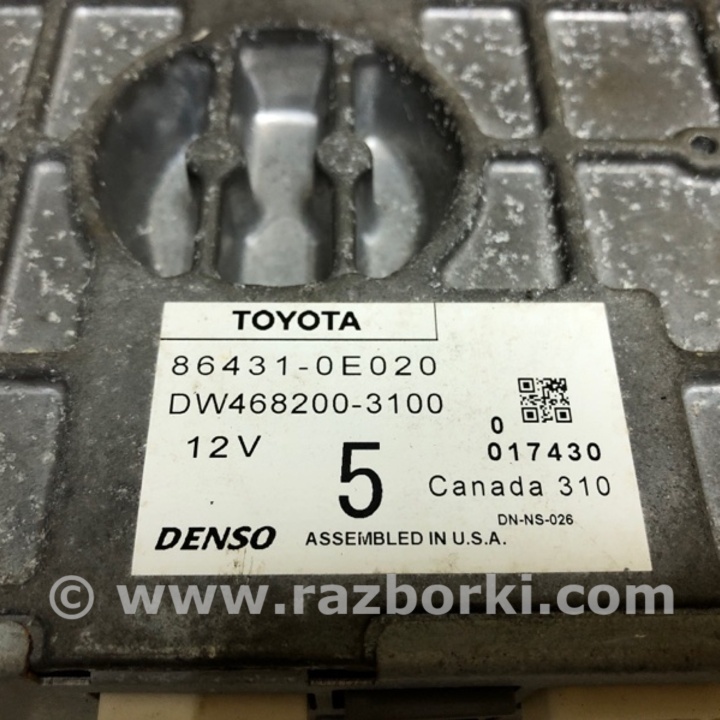 TOYOTA
86431-0E020
DW468200-3100
0
12V
5
017430
Canada 310
DN-NS-026
DENSO
ASSEMBLED IN U.S.A.
© www.razborki.com